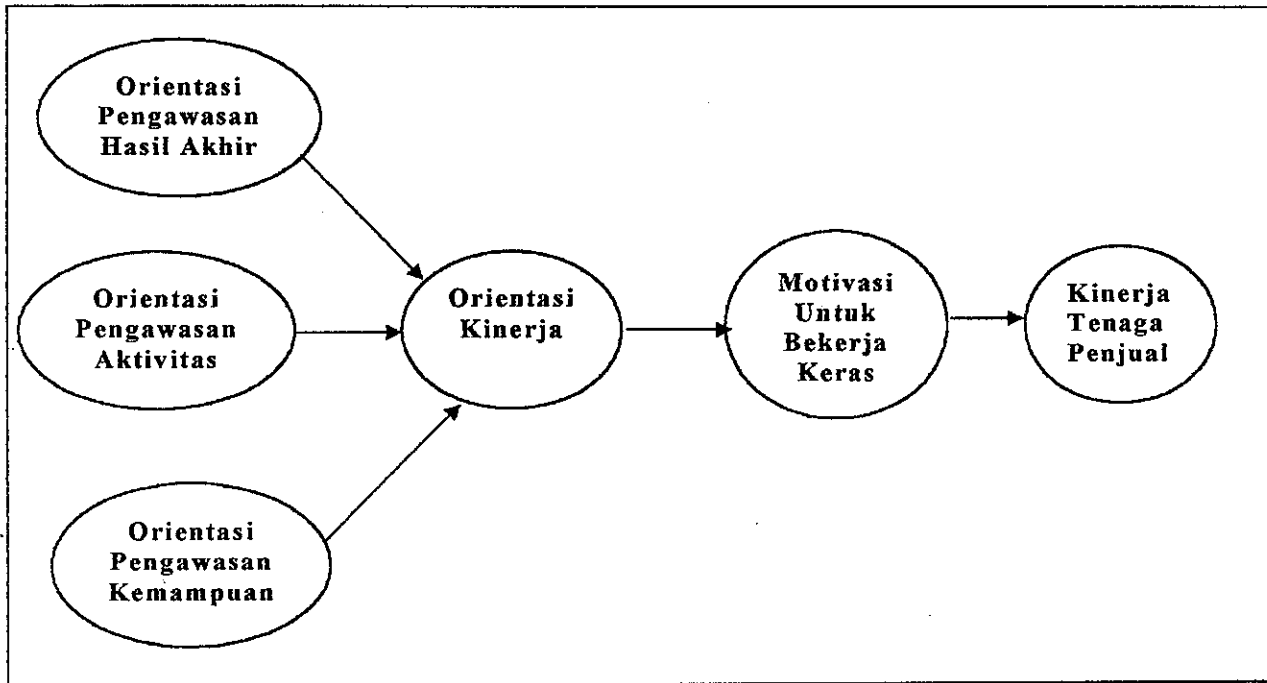 Orientasi
Pengawasan
Hasil Akhir
Orientasi
Pengawasan
Aktivitas
Orientasi
Pengawasan
Kemampuan
Orientasi
Kinerja
Motivasi
Untuk
Bekerja
Keras
Kinerja
Tenaga
Penjual